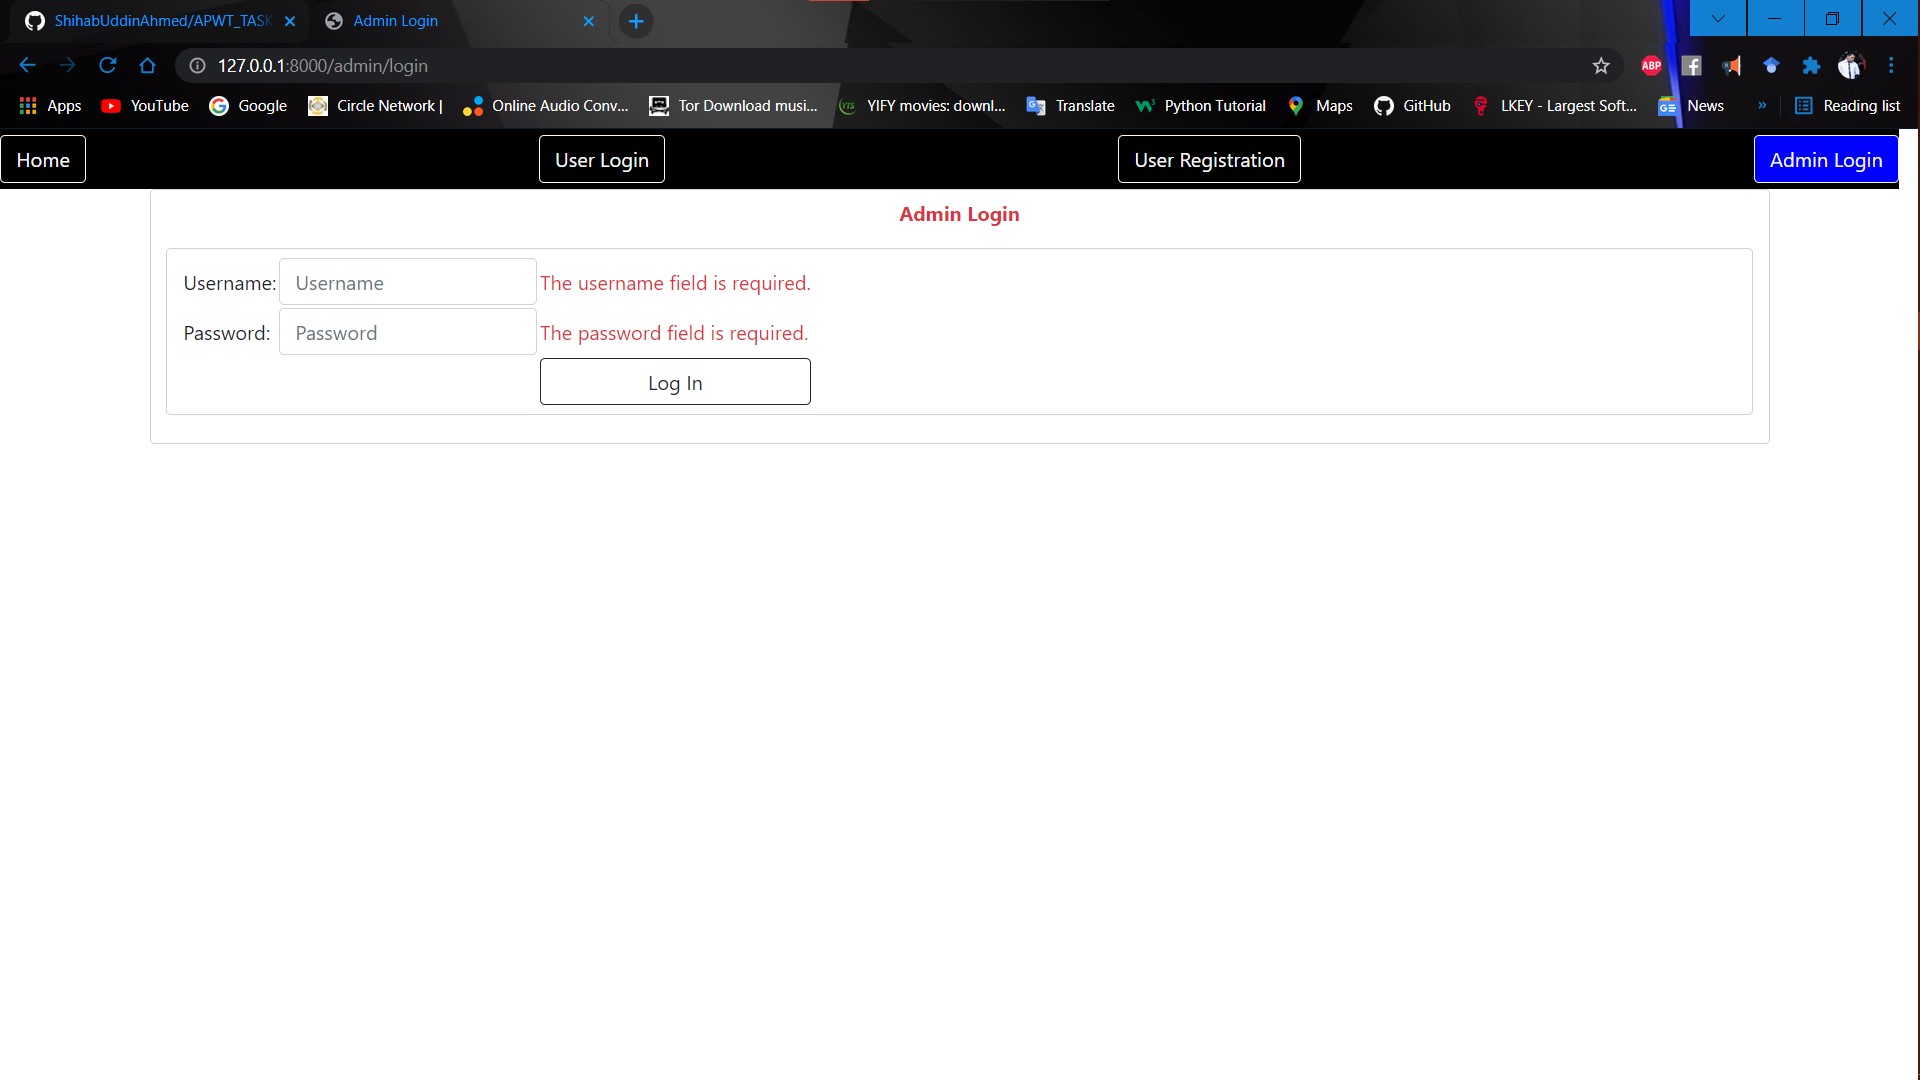 ShihabUddinAhmed/APWT_TASK
Admin Login
127.0.0.1:8000/admin/login
ABP
Apps
YouTube
Google
Circle Network |
Online Audio Conv...
Tor Download musi...
YIFY movies: downl...
Translate
Python Tutorial
Maps
GitHub
LKEY - Largest Soft...
News
»
Reading list
Home
User Login
User Registration
Admin Login
Admin Login
Username: Username The username field is required.
Password: Password The password field is required.
Log In